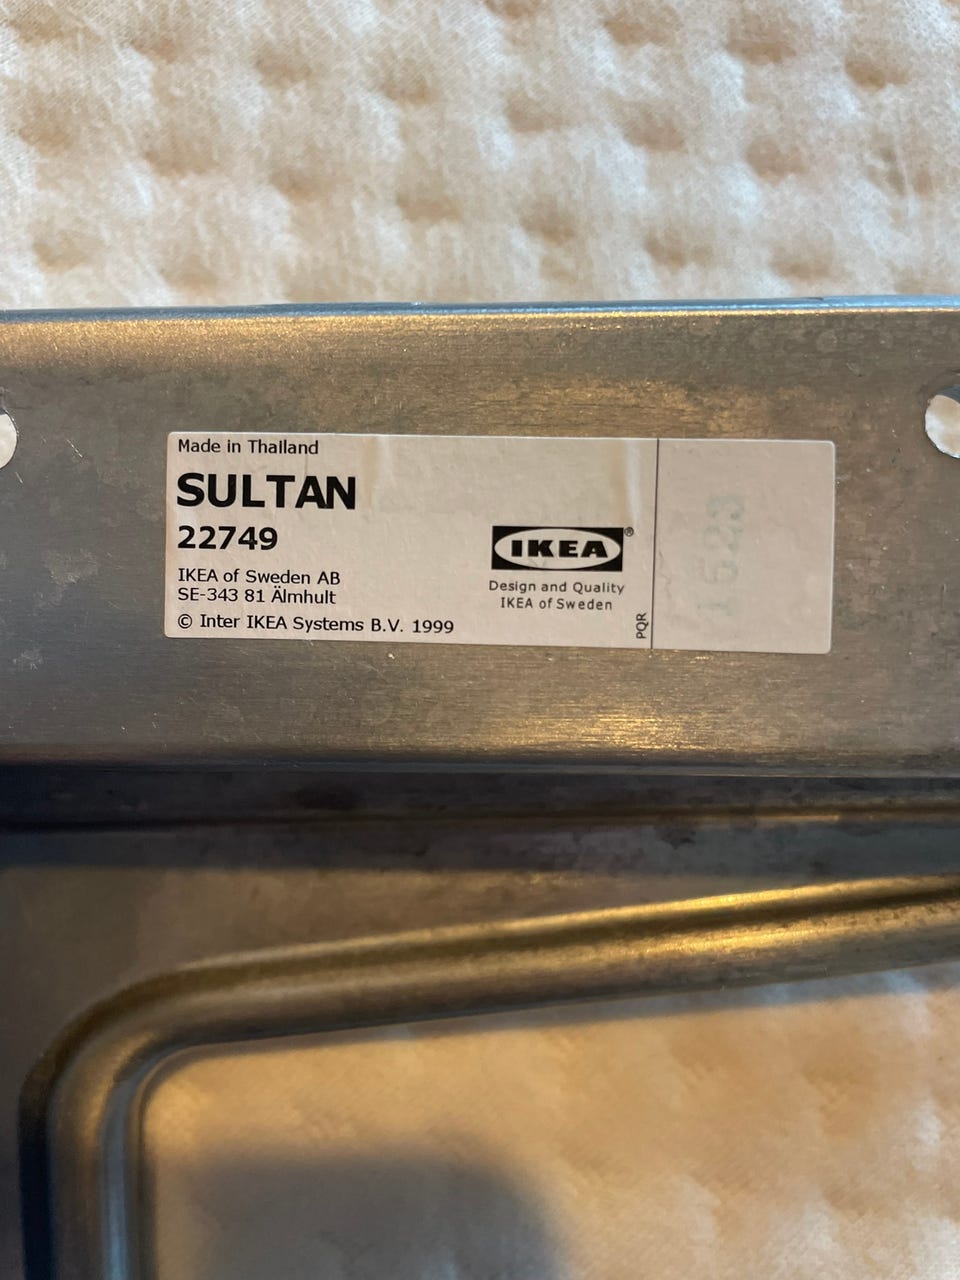 Made in Thailand
SULTAN
22749
IKEA of Sweden AB
SE-343 81 Älmhult
© Inter IKEA Systems B.V. 1999
IKEA®
Design and Quality
IKEA of Sweden
PQR
1523